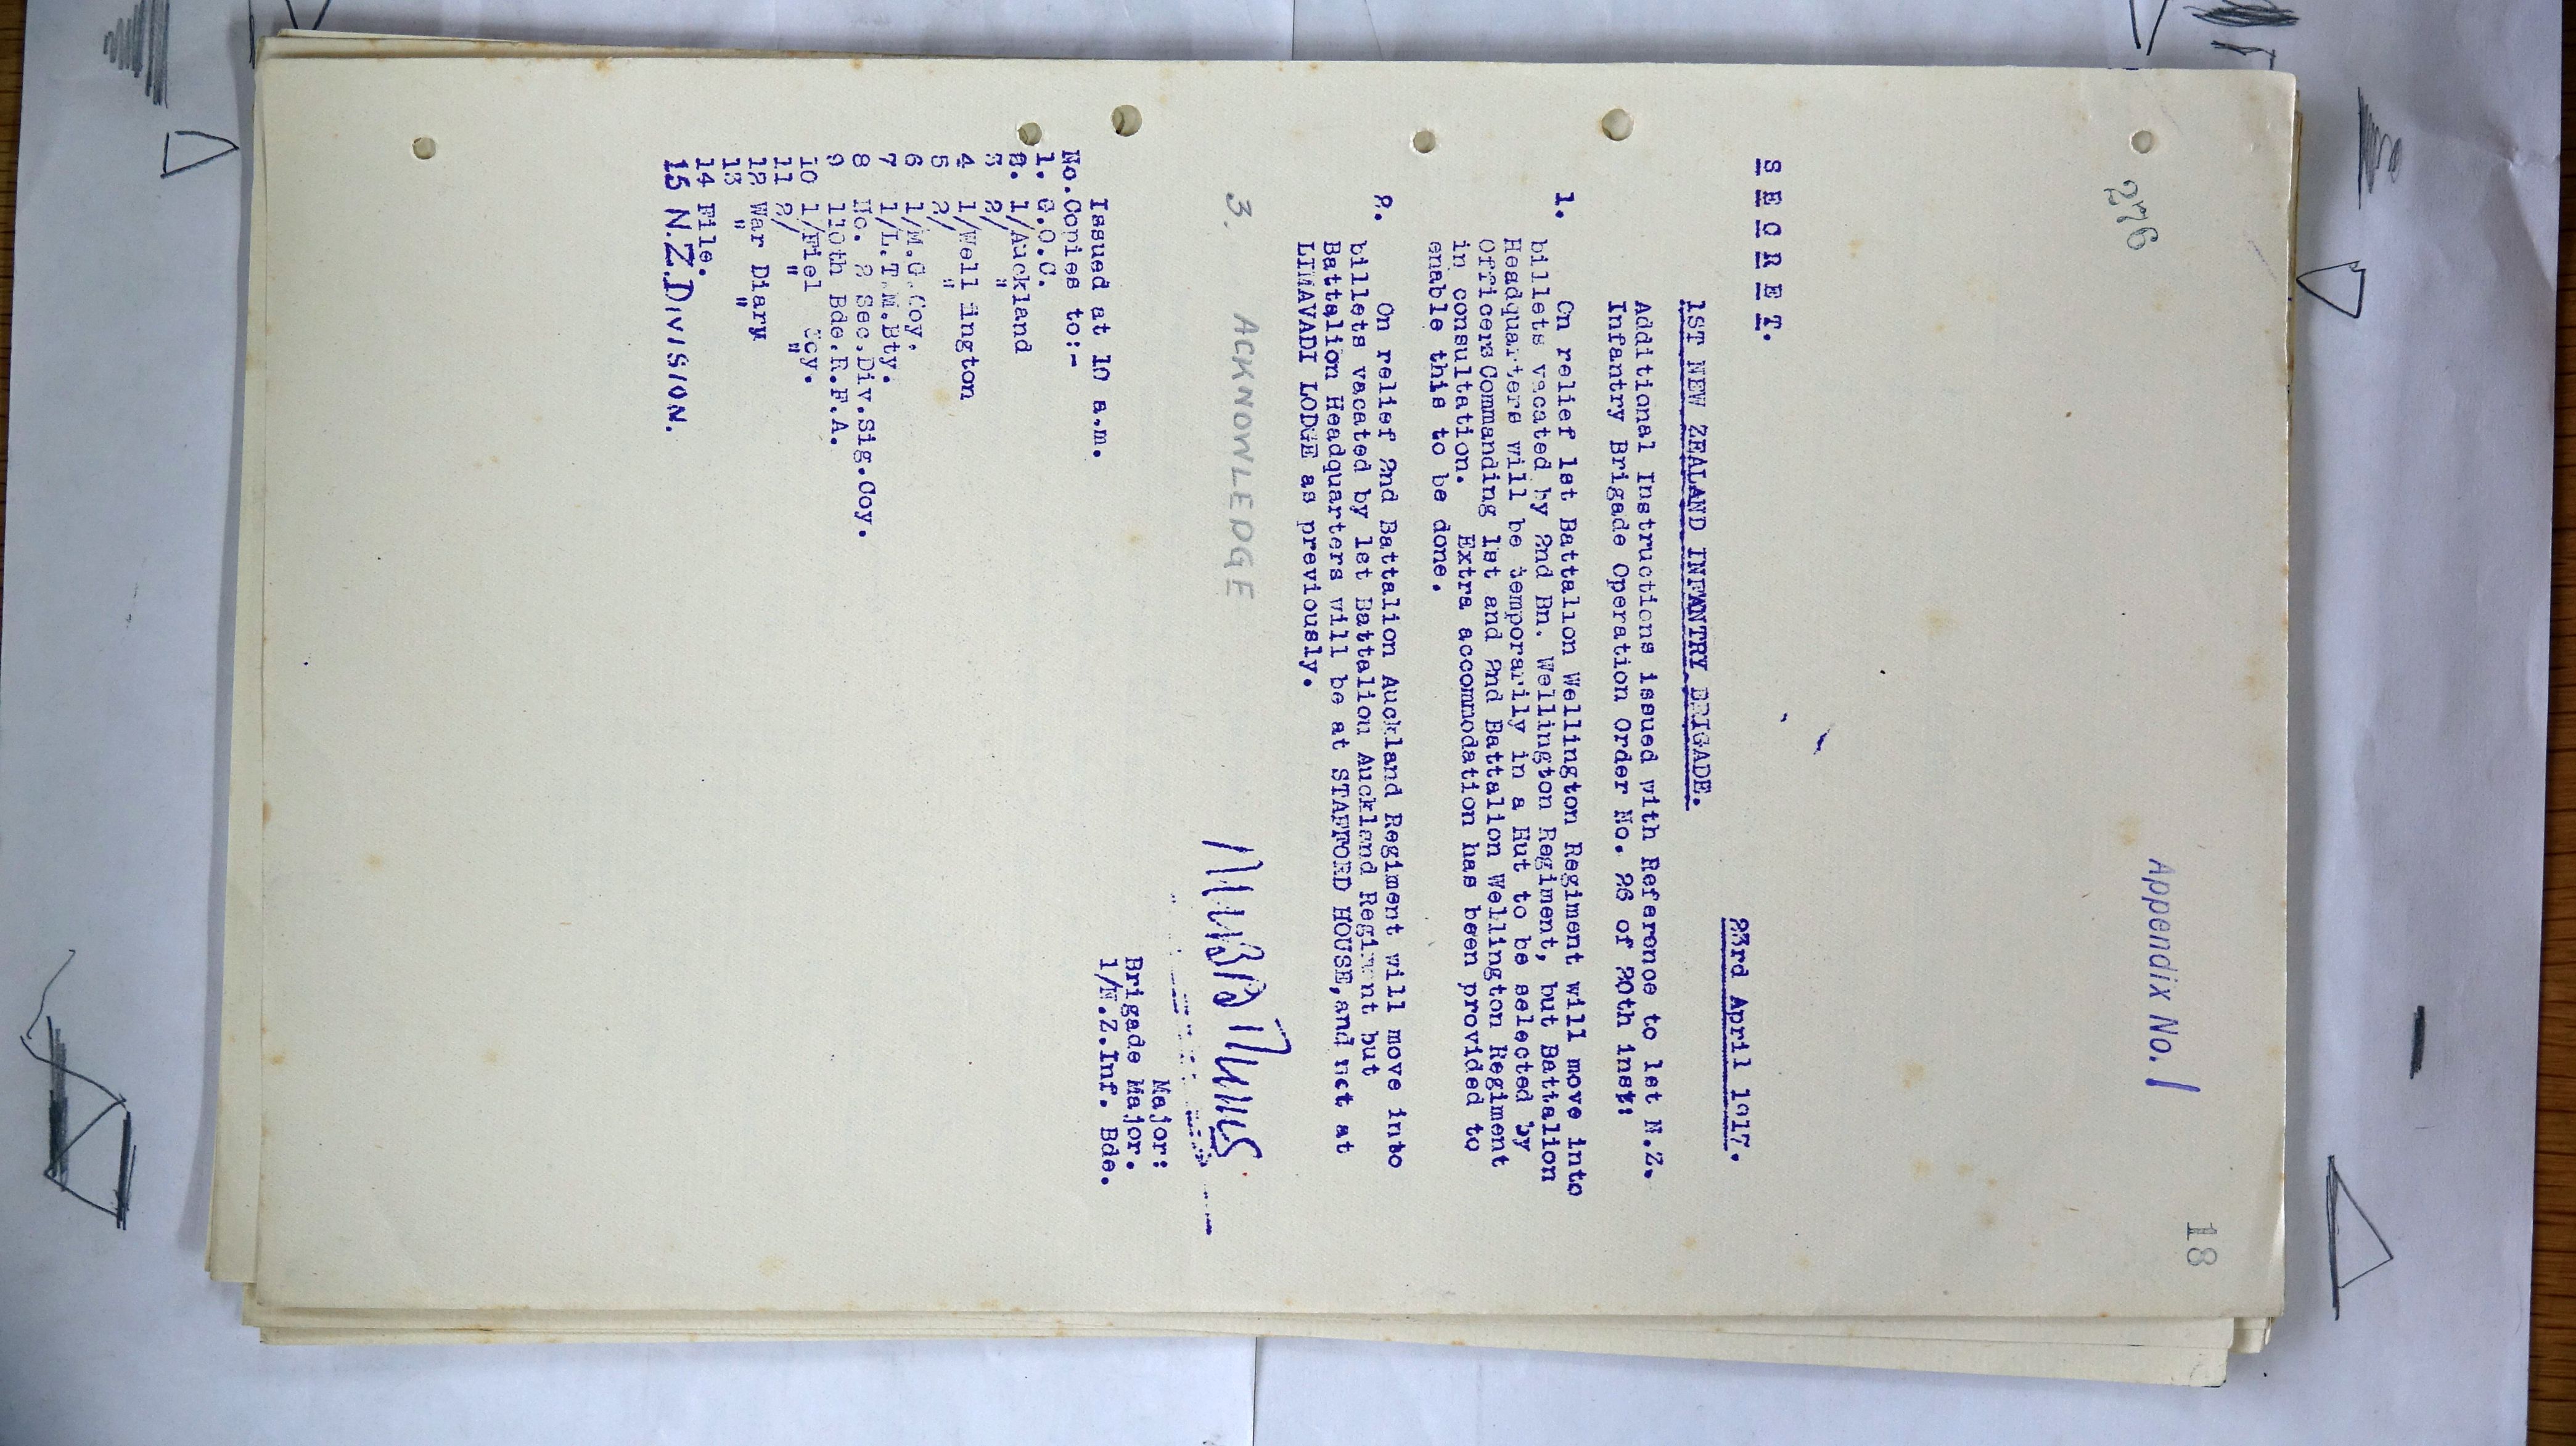 18
Appendix No. 1
276
S E C R E T.
23rd April 1917.
1ST NEW ZEALAND INFANTRY BRIGADE.
Additional Instructions issued with Reference to 1st N.Z.
Infantry Brigade Operation Order No. 26 of 20th inst:
1. On relief 1st Battalion Wellington Regiment will move into
billets vacated by 2nd Bn. Wellington Regiment, but Battalion
Headquarters will be temporarily in a Hut to be selected by
Officers Commanding 1st and 2nd Battalion Wellington Regiment
in consultation. Extra accommodation has been provided to
enable this to be done.
2. On relief 2nd Battalion Auckland Regiment will move into
billets vacated by 1st Battalion Auckland Regiment but
Battalion Headquarters will be at STAFFORD HOUSE, and not at
LIMAVADI LODGE as previously.
3. ACKNOWLEDGE
Major:
Brigade Major.
1/N.Z.Inf. Bde.
Issued at 10 a.m.
No.Copies to:-
1. G.O.C.
2. 1/Auckland
3 2/ "
4 1/Well ington
5 2/ "
6 1/M.G.Coy.
7 1/L.T.M.Bty.
8 No. 2 Sec.Div.Sig.Coy.
9 110th Bde.R.F.A.
10 1/Fiel Coy.
11 2/ " "
12 War Diary
13 " "
14 File.
15 N.Z.DIVISION.